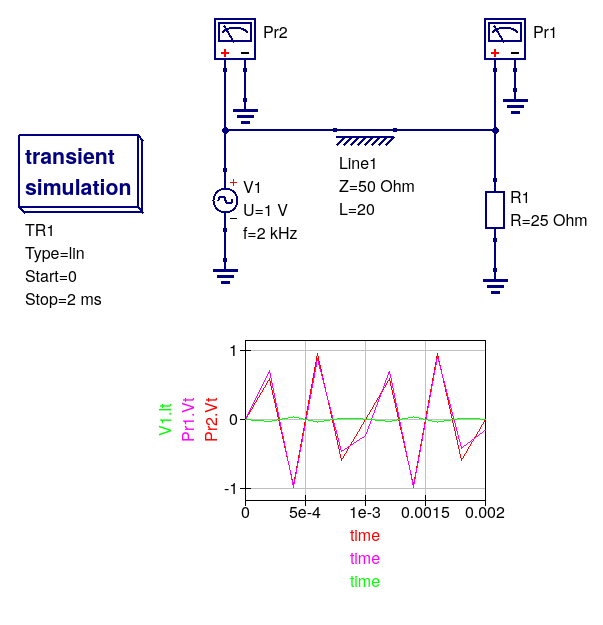 Pr2
Pr1
+ −
+ −
transient
simulation
TR1
Type=lin
Start=0
Stop=2 ms
+
V1
U=1 V
f=2 kHz
−
Line1
Z=50 Ohm
L=20
R1
R=25 Ohm
V1.It
Pr1.Vt
Pr2.Vt
1
0
-1
0 5e-4 1e-3 0.0015 0.002
time
time
time